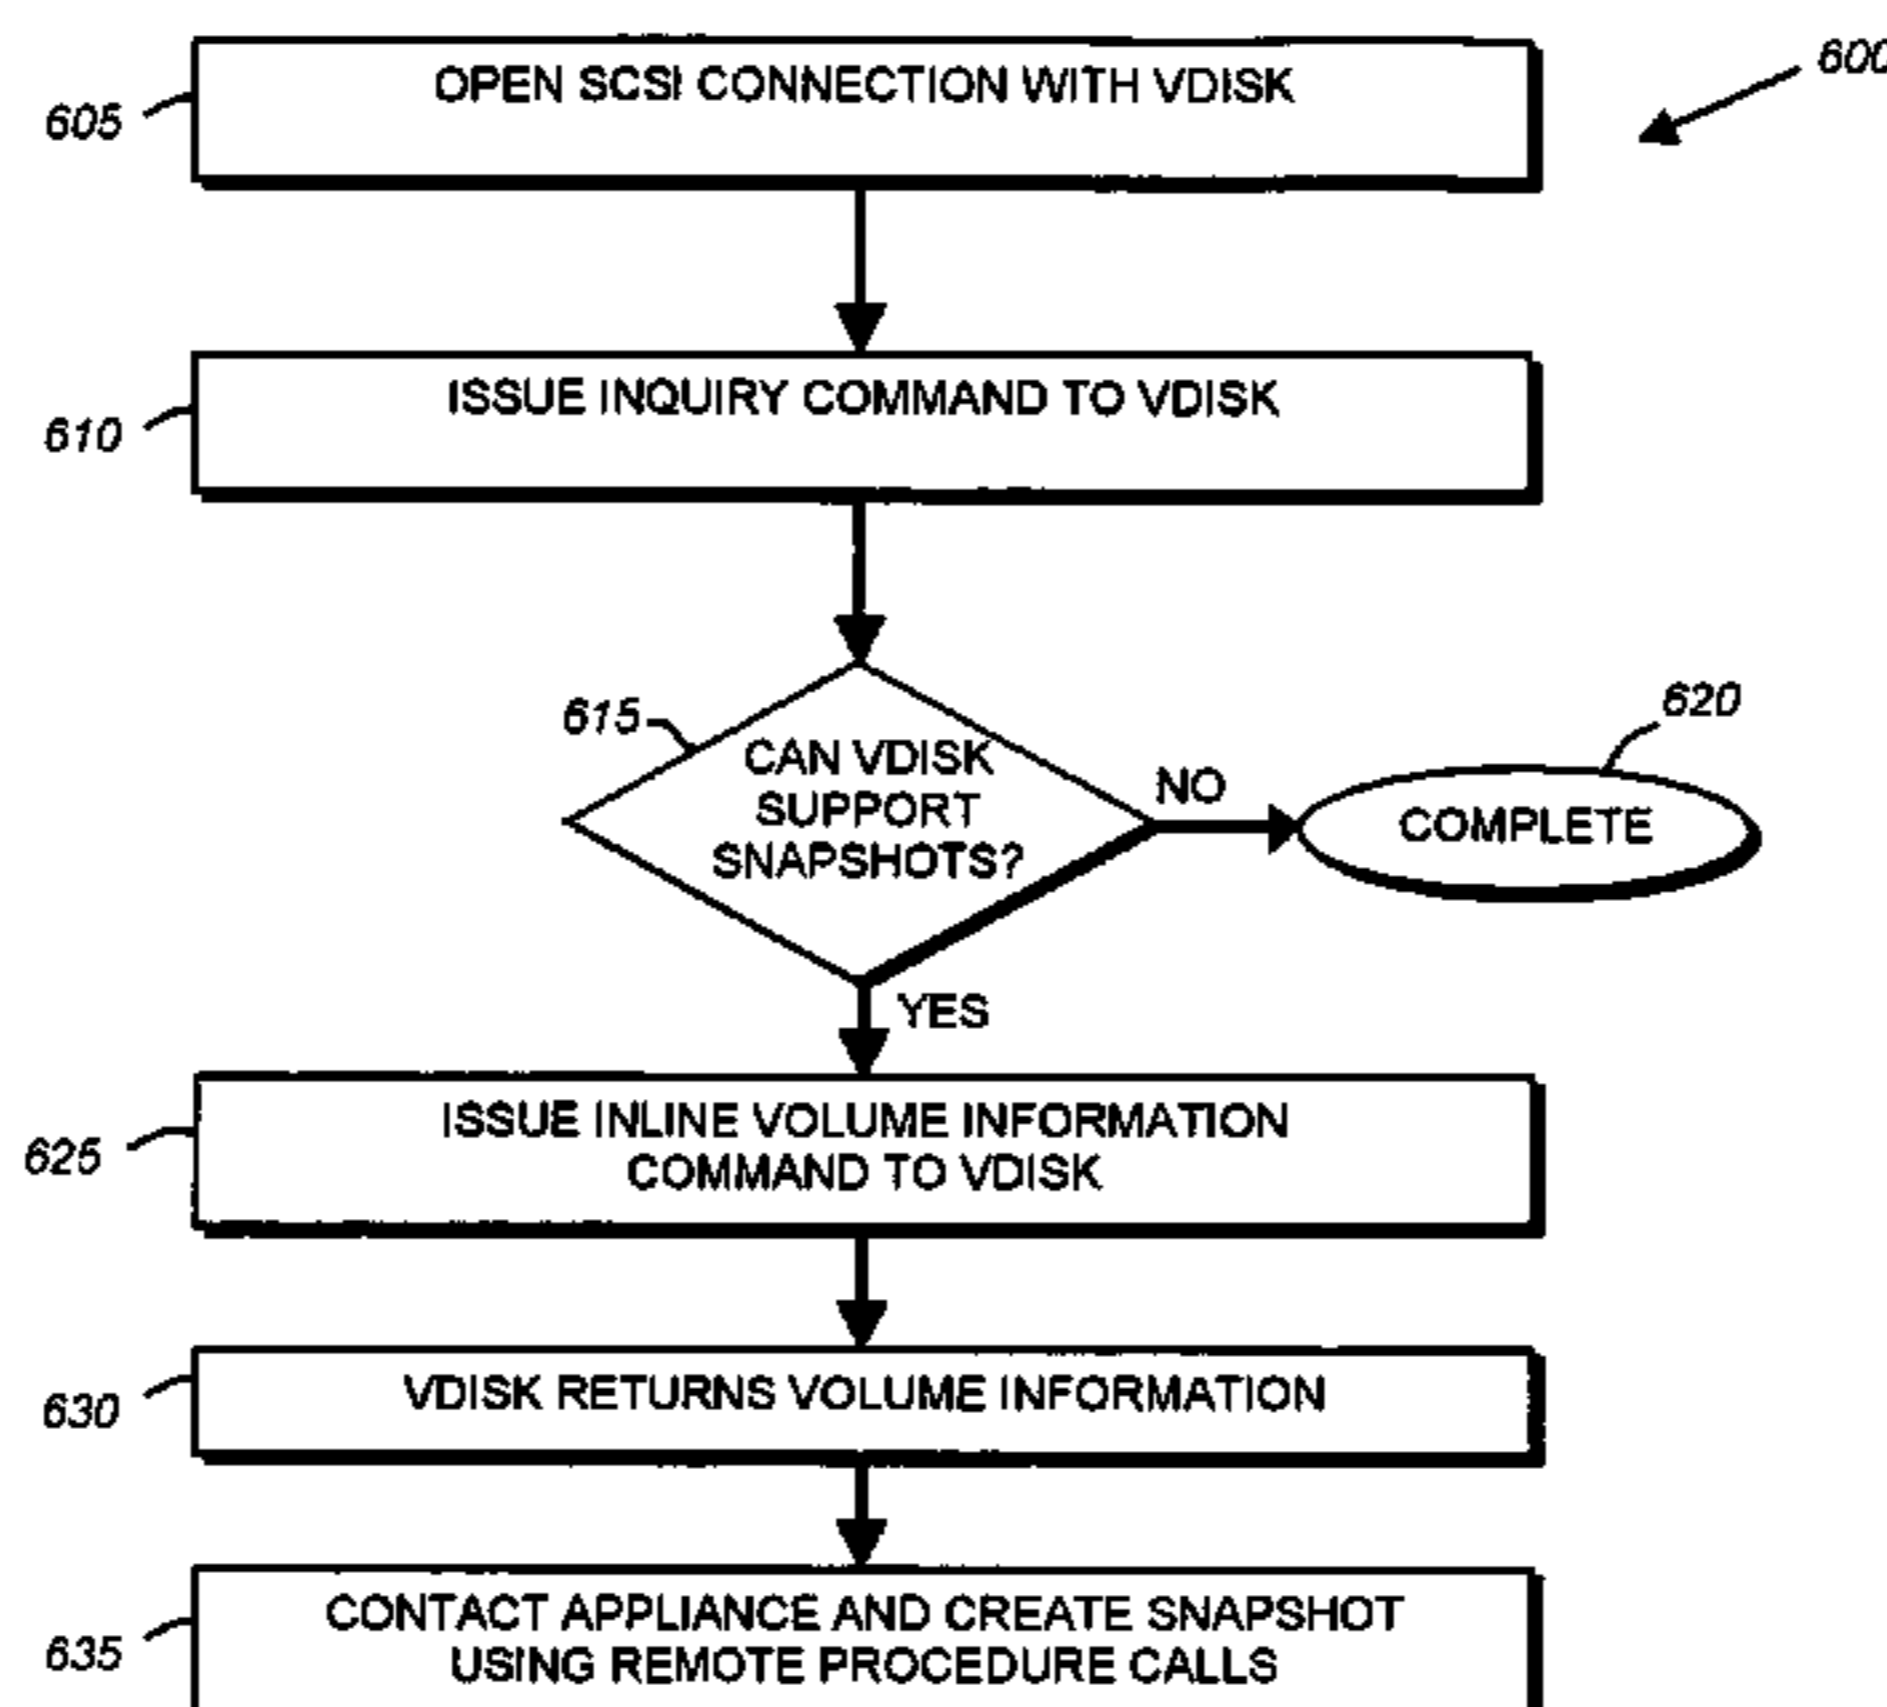 600
OPEN SCSI CONNECTION WITH VDISK
605
ISSUE INQUIRY COMMAND TO VDISK
610
615
CAN VDISK
SUPPORT
SNAPSHOTS?
NO
620
COMPLETE
YES
ISSUE INLINE VOLUME INFORMATION
COMMAND TO VDISK
625
VDISK RETURNS VOLUME INFORMATION
630
CONTACT APPLIANCE AND CREATE SNAPSHOT
USING REMOTE PROCEDURE CALLS
635